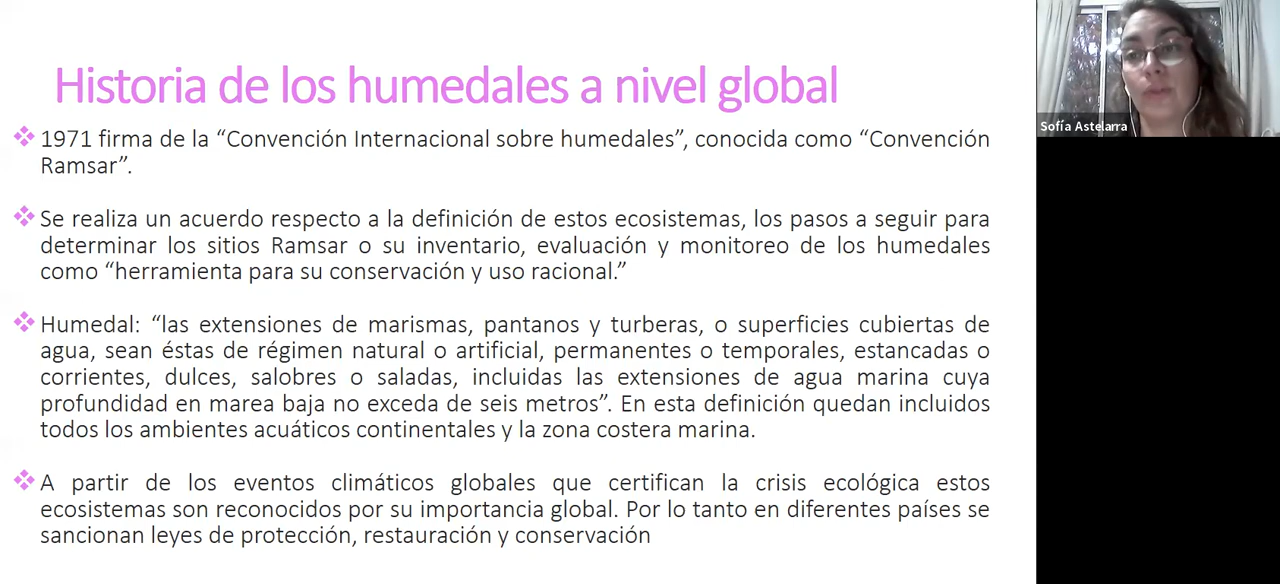 Historia de los humedales a nivel global
1971 firma de la “Convención Internacional sobre humedales”, conocida como “Convención
Ramsar”.
Se realiza un acuerdo respecto a la definición de estos ecosistemas, los pasos a seguir para
determinar los sitios Ramsar o su inventario, evaluación y monitoreo de los humedales
como “herramienta para su conservación y uso racional.”
Humedal: “las extensiones de marismas, pantanos y turberas, o superficies cubiertas de
agua, sean éstas de régimen natural o artificial, permanentes o temporales, estancadas o
corrientes, dulces, salobres o saladas, incluidas las extensiones de agua marina cuya
profundidad en marea baja no exceda de seis metros”. En esta definición quedan incluidos
todos los ambientes acuáticos continentales y la zona costera marina.
A partir de los eventos climáticos globales que certifican la crisis ecológica estos
ecosistemas son reconocidos por su importancia global. Por lo tanto en diferentes países se
sancionan leyes de protección, restauración y conservación
Sofía Astelarra